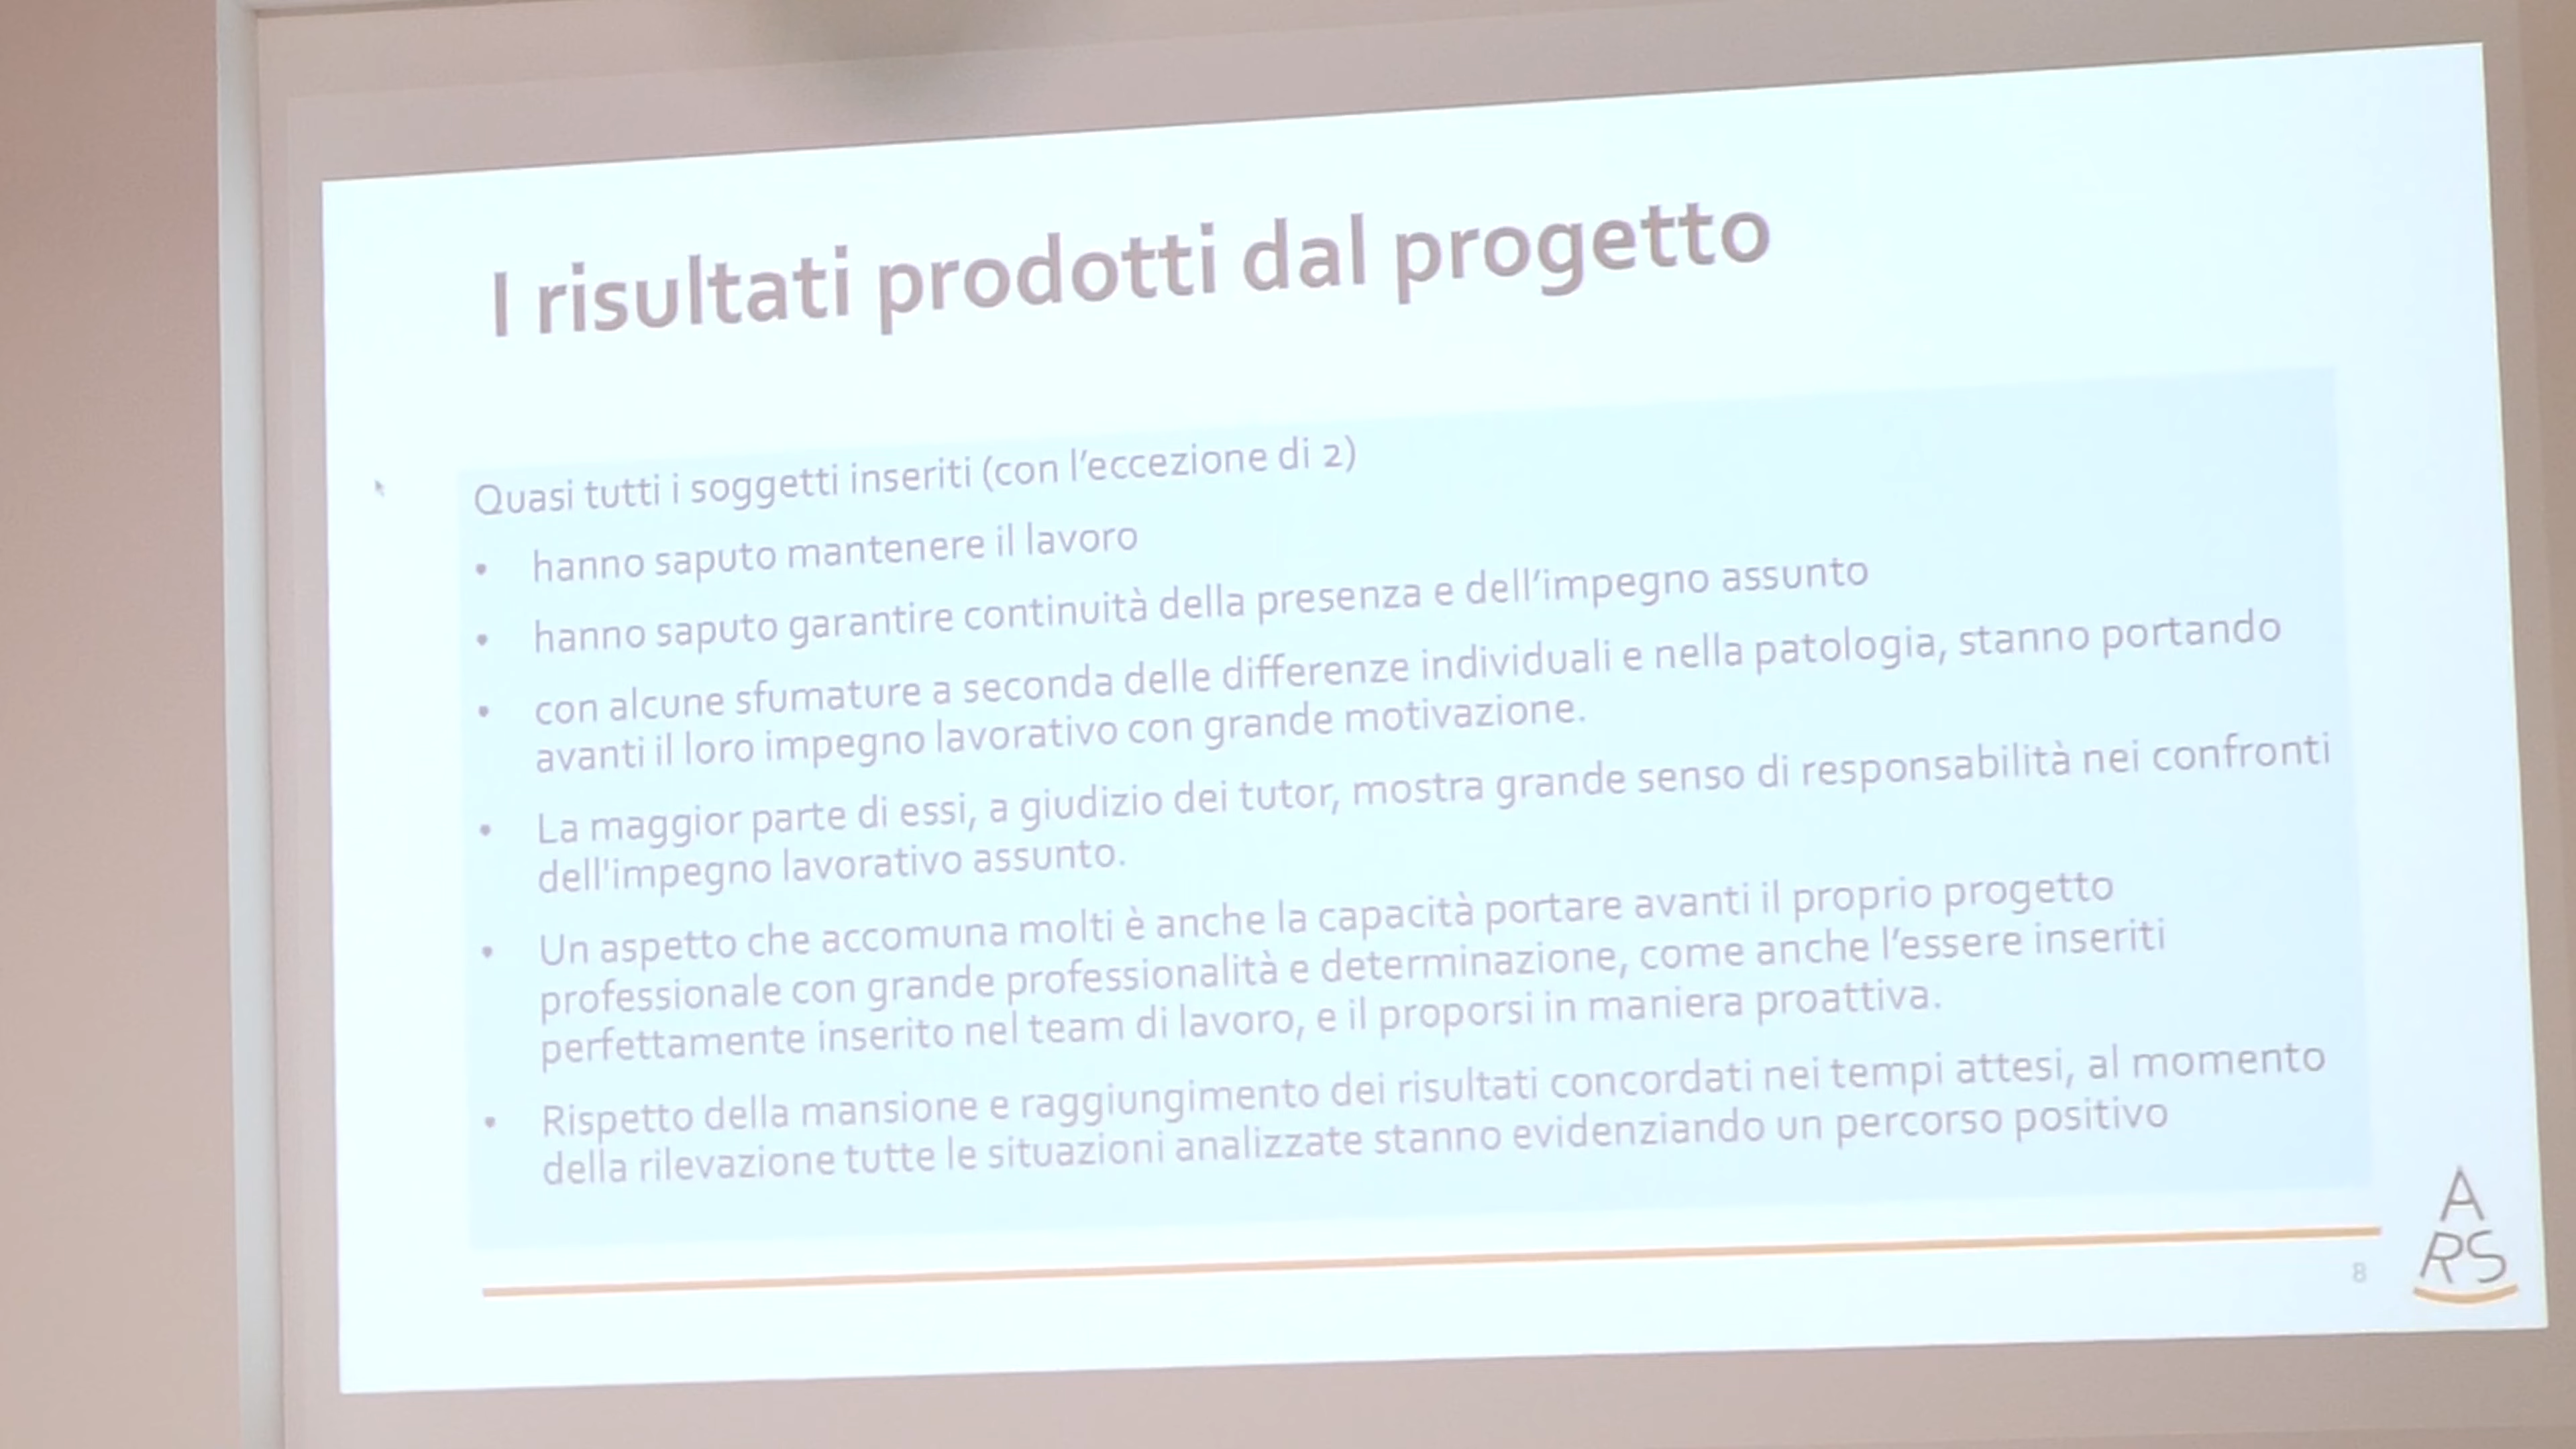 I risultati prodotti dal progetto
Quasi tutti i soggetti inseriti (con l’eccezione di 2)
• hanno saputo mantenere il lavoro
• hanno saputo garantire continuità della presenza e dell’impegno assunto
• con alcune sfumature a seconda delle differenze individuali e nella patologia, stanno portando
avanti il loro impegno lavorativo con grande motivazione.
• La maggior parte di essi, a giudizio dei tutor, mostra grande senso di responsabilità nei confronti
dell'impegno lavorativo assunto.
• Un aspetto che accomuna molti è anche la capacità portare avanti il proprio progetto
professionale con grande professionalità e determinazione, come anche l’essere inseriti
perfettamente inserito nel team di lavoro, e il proporsi in maniera proattiva.
• Rispetto della mansione e raggiungimento dei risultati concordati nei tempi attesi, al momento
della rilevazione tutte le situazioni analizzate stanno evidenziando un percorso positivo
8
A
RS